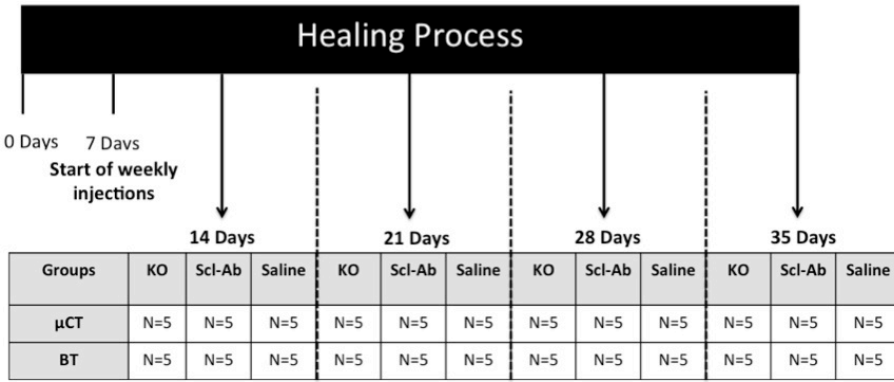 Healing Process
0 Days 7 Davs
Start of weekly
injections
14 Days 21 Days 28 Days 35 Days
Groups KO Scl-Ab Saline KO Scl-Ab Saline KO Scl-Ab Saline KO Scl-Ab Saline
µCT N=5 N=5 N=5 N=5 N=5 N=5 N=5 N=5 N=5 N=5 N=5 N=5
BT N=5 N=5 N=5 N=5 N=5 N=5 N=5 N=5 N=5 N=5 N=5 N=5